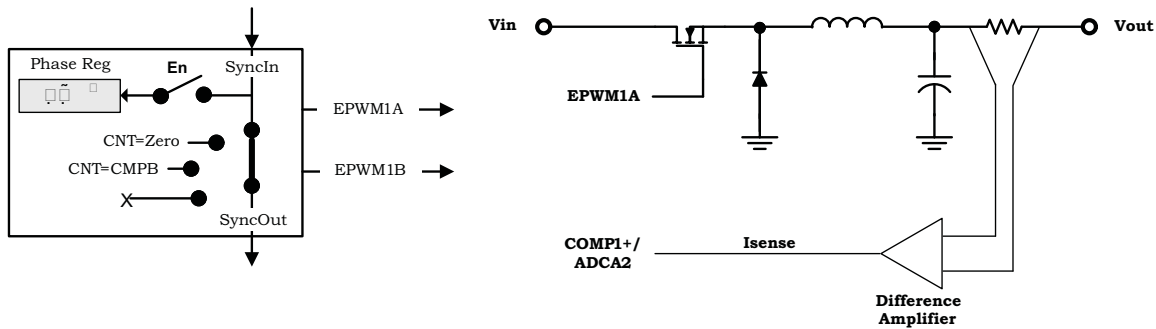 Phase Reg
En
SyncIn
EPWM1A
CNT=Zero
CNT=CMPB
EPWM1B
X
SyncOut
Vin
Vout
EPWM1A
COMP1+/
ADCA2
Isense
Difference
Amplifier